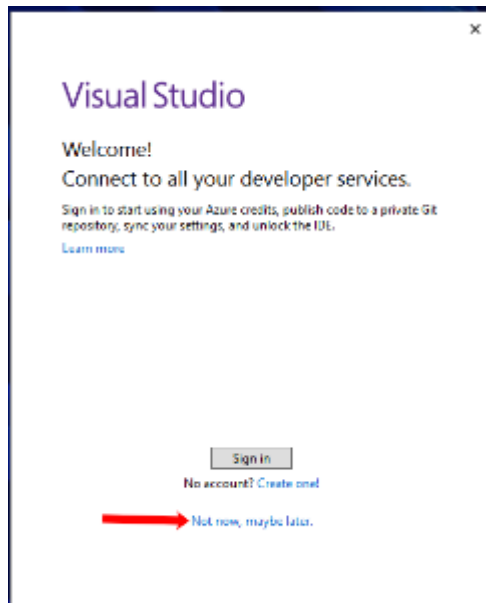 Visual Studio
Welcome!
Connect to all your developer services.
Sign in to start using your Azure credits, publish code to a private Git
repository, sync your settings, and unlock the IDE.
Learn more
Sign in
No account? Create one!
Not now, maybe later.